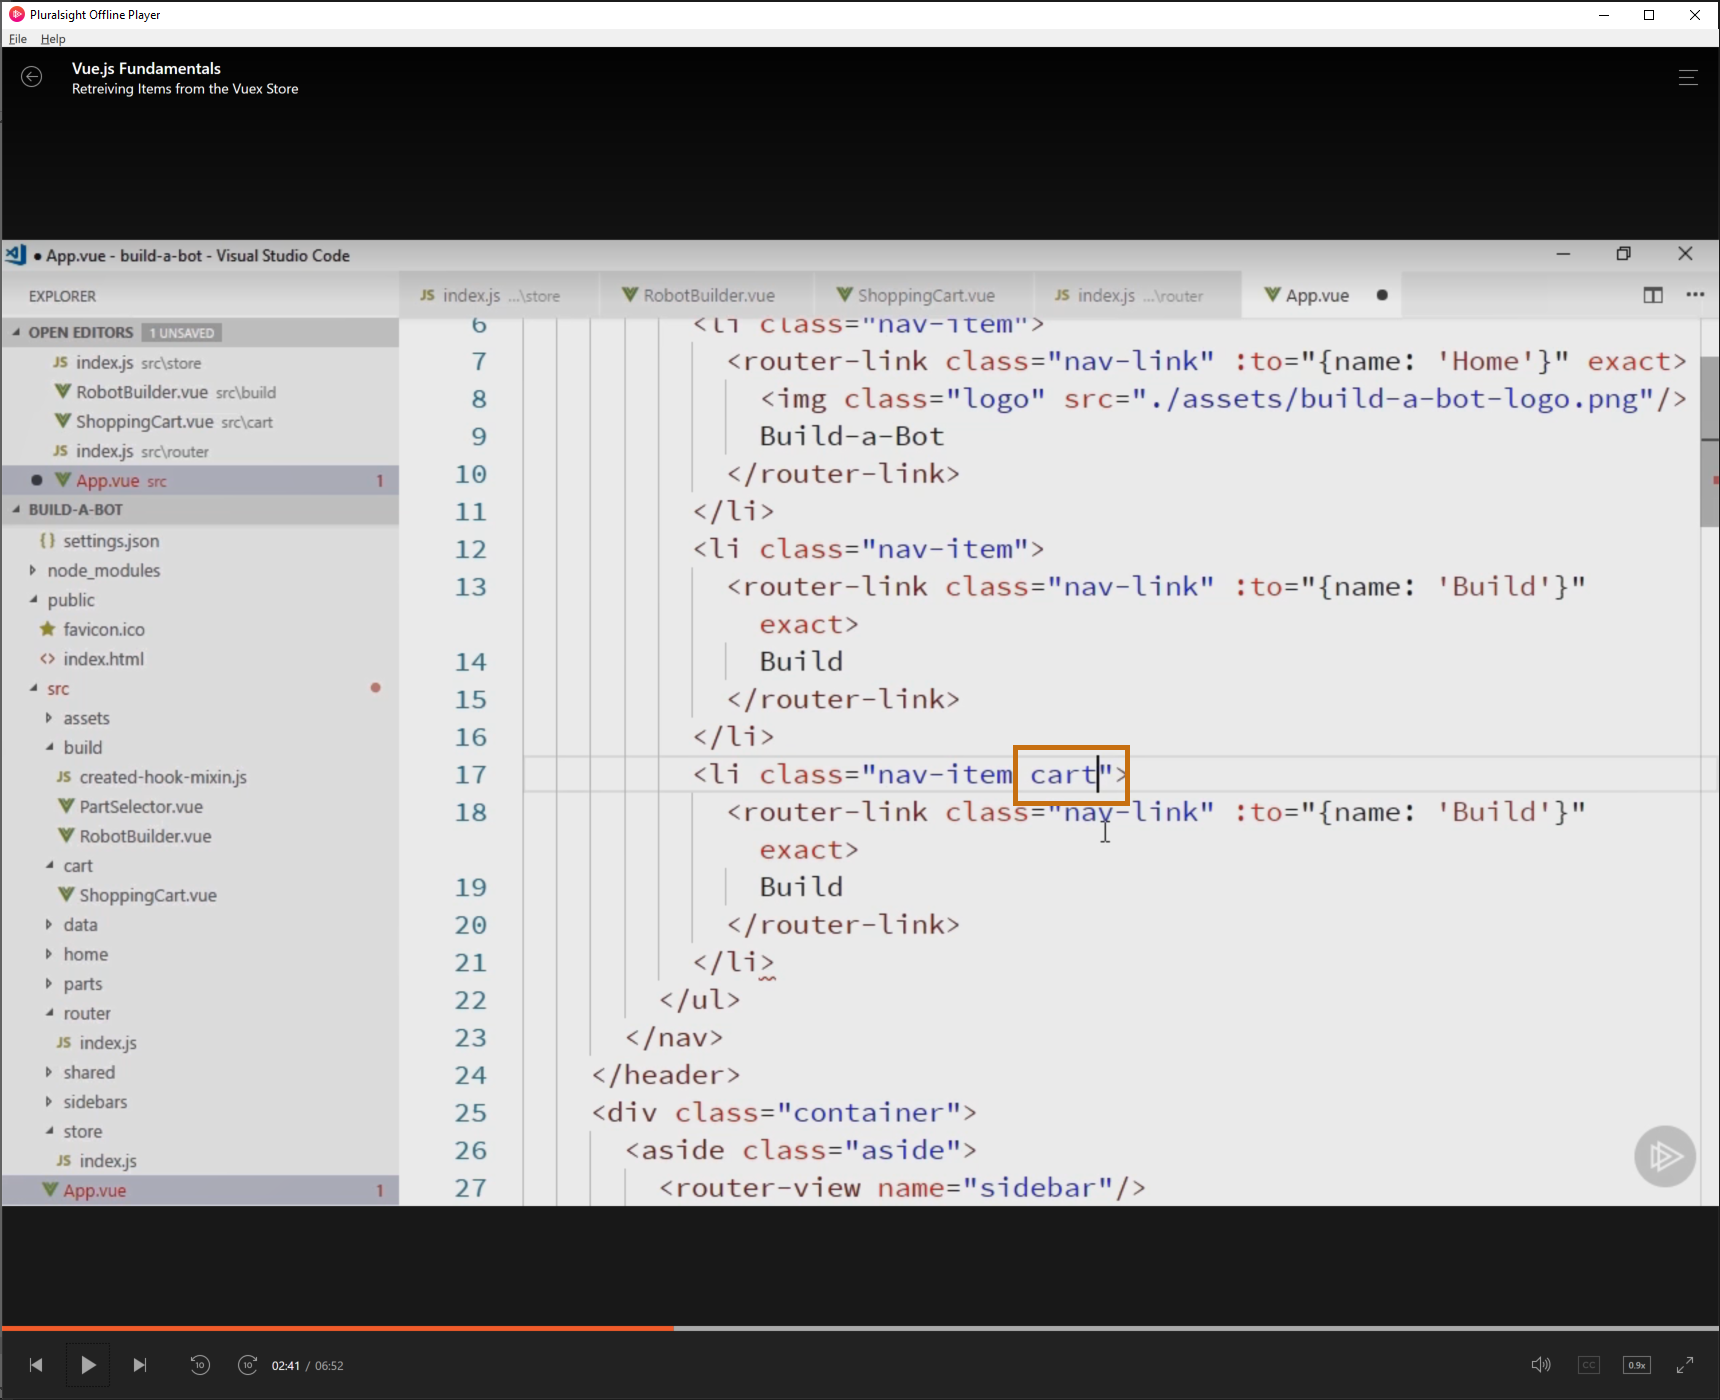 Pluralsight Offline Player
File Help
Vue.js Fundamentals
Retreiving Items from the Vuex Store
● App.vue - build-a-bot - Visual Studio Code
EXPLORER
JS index.js ...\store RobotBuilder.vue ShoppingCart.vue JS index.js ...\router App.vue ●
OPEN EDITORS 1 UNSAVED
JS index.js src\store
RobotBuilder.vue src\build
ShoppingCart.vue src\cart
JS index.js src\router
● App.vue src 1
BUILD-A-BOT
{} settings.json
node_modules
public
favicon.ico
<> index.html
src
assets
build
JS created-hook-mixin.js
PartSelector.vue
RobotBuilder.vue
cart
ShoppingCart.vue
data
home
parts
router
JS index.js
shared
sidebars
store
JS index.js
App.vue 1
6 <li class="nav-item">
7 <router-link class="nav-link" :to="{name: 'Home'}" exact>
8 <img class="logo" src="./assets/build-a-bot-logo.png"/>
9 Build-a-Bot
10 </router-link>
11 </li>
12 <li class="nav-item">
13 <router-link class="nav-link" :to="{name: 'Build'}"
exact>
14 Build
15 </router-link>
16 </li>
17 <li class="nav-item cart">
18 <router-link class="nav-link" :to="{name: 'Build'}"
exact>
19 Build
20 </router-link>
21 </li>
22 </ul>
23 </nav>
24 </header>
25 <div class="container">
26 <aside class="aside">
27 <router-view name="sidebar"/>
10 10 02:41 / 06:52 CC 0.9x